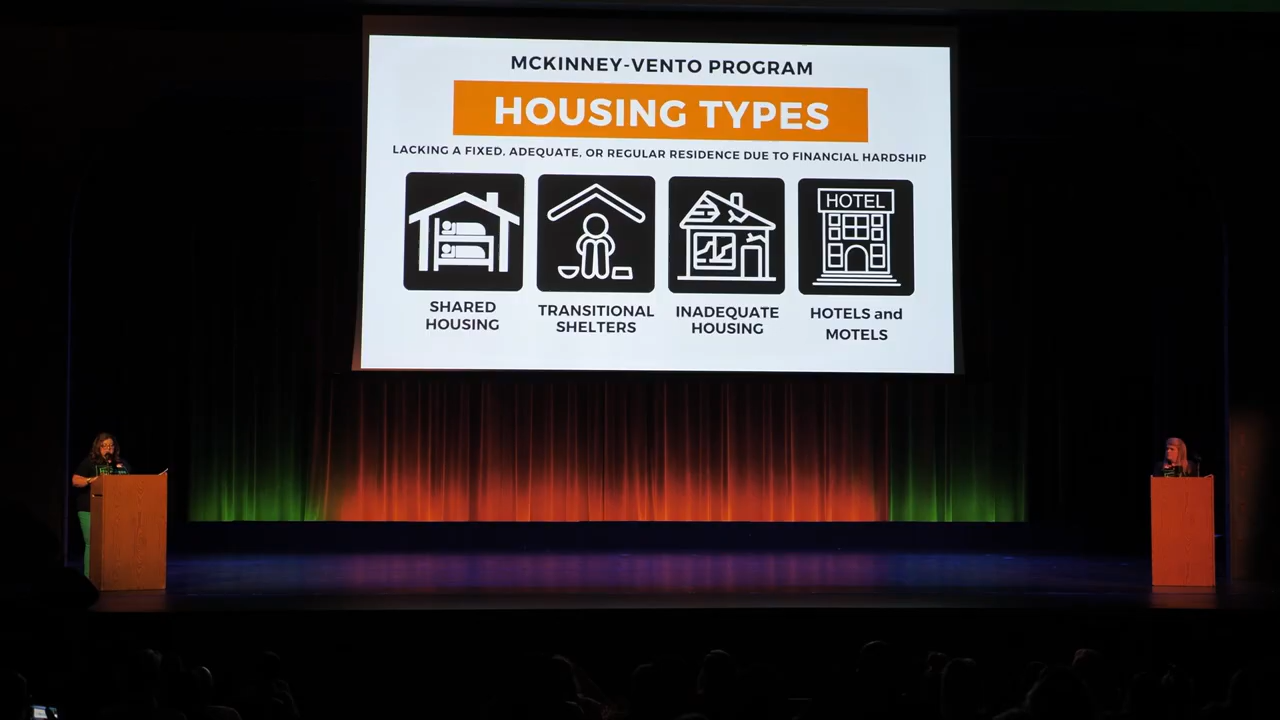 MCKINNEY-VENTO PROGRAM
HOUSING TYPES
LACKING A FIXED, ADEQUATE, OR REGULAR RESIDENCE DUE TO FINANCIAL HARDSHIP
HOTEL
SHARED
HOUSING
TRANSITIONAL
SHELTERS
INADEQUATE
HOUSING
HOTELS and
MOTELS